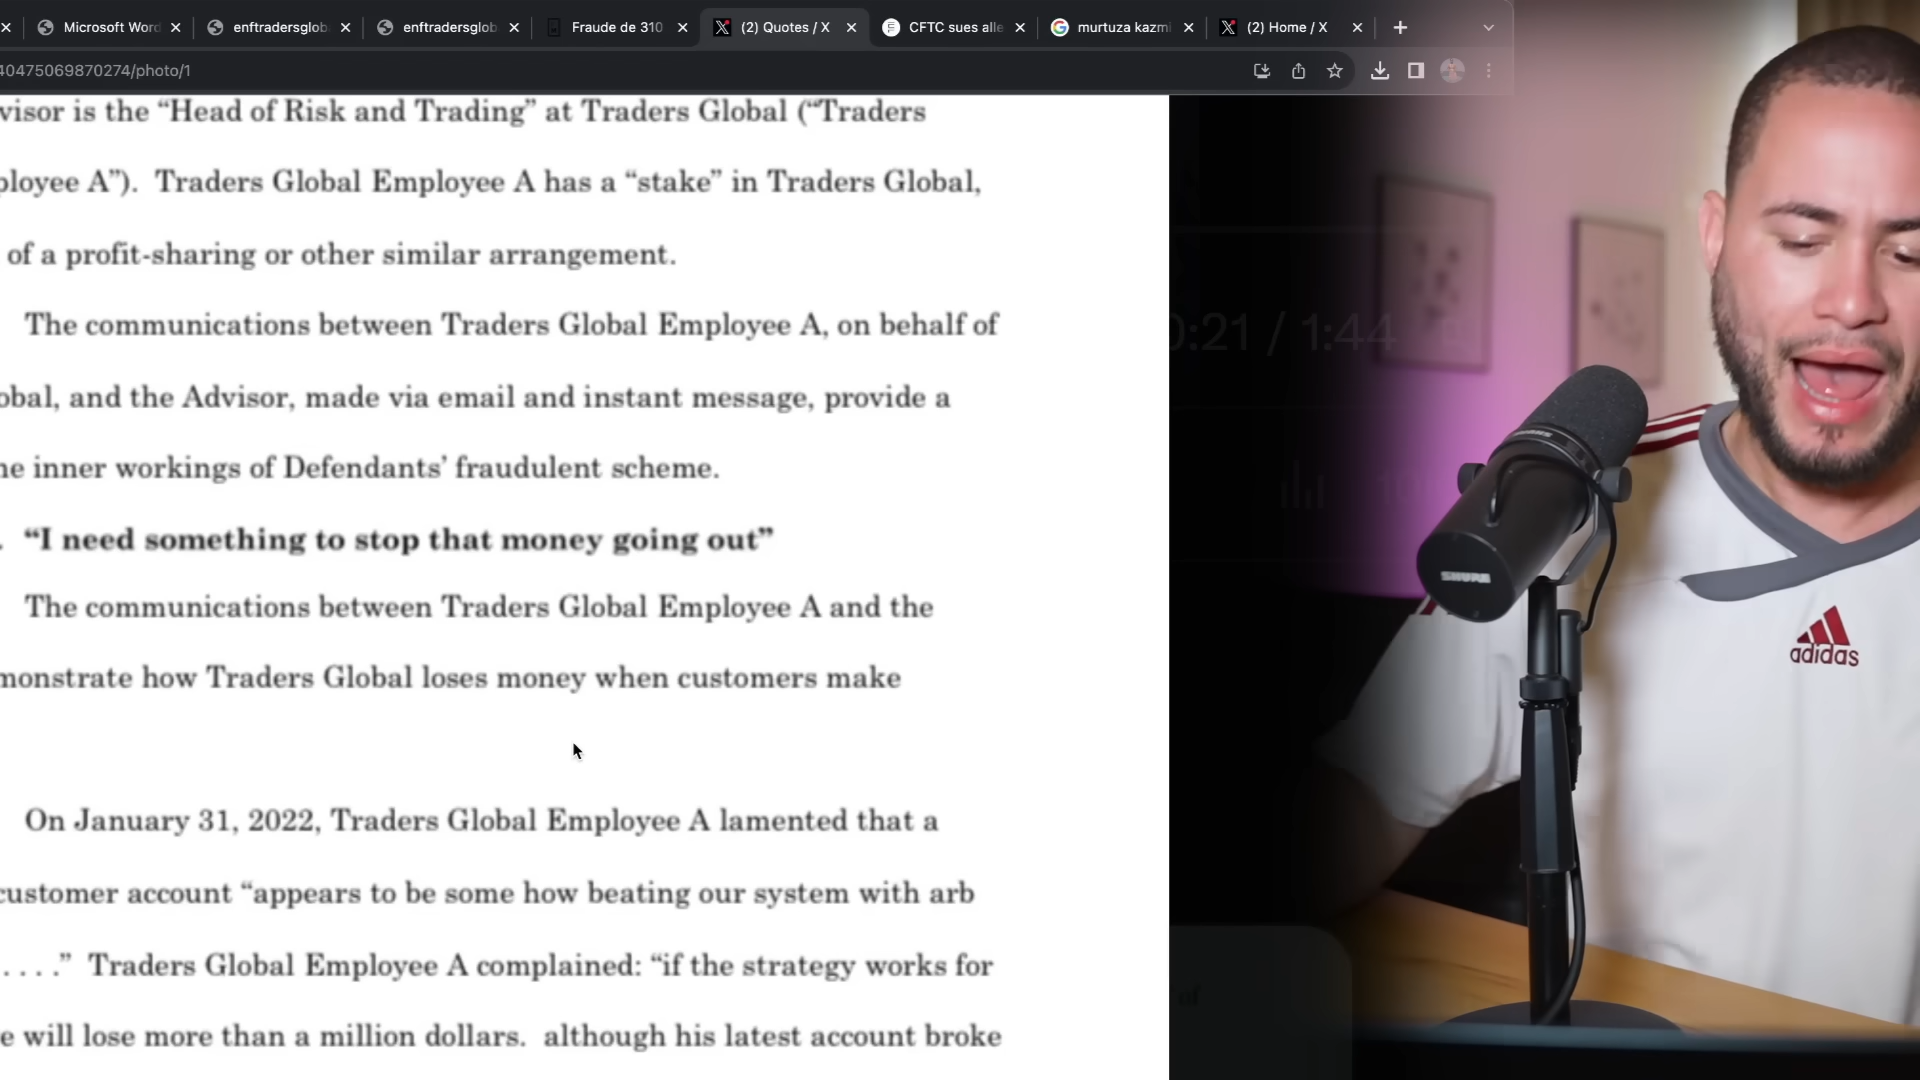 Microsoft Word
enftradersglob
enftradersglob
Fraude de 310
(2) Quotes / X
CFTC sues alle
murtuza kazmi
(2) Home / X
40475069870274/photo/1
visor is the “Head of Risk and Trading” at Traders Global (“Traders
ployee A”). Traders Global Employee A has a “stake” in Traders Global,
of a profit-sharing or other similar arrangement.
The communications between Traders Global Employee A, on behalf of
obal, and the Advisor, made via email and instant message, provide a
he inner workings of Defendants’ fraudulent scheme.
. “I need something to stop that money going out”
The communications between Traders Global Employee A and the
monstrate how Traders Global loses money when customers make
On January 31, 2022, Traders Global Employee A lamented that a
customer account “appears to be some how beating our system with arb
. . . .” Traders Global Employee A complained: “if the strategy works for
e will lose more than a million dollars. although his latest account broke
0:21 / 1:44
SHURE
adidas